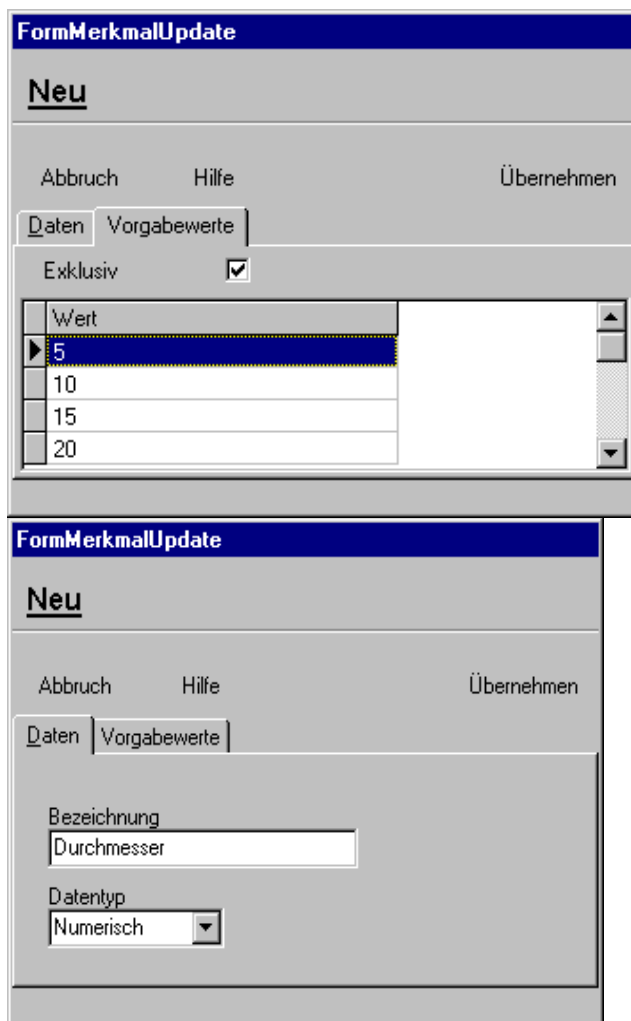 FormMerkmalUpdate
Neu
Abbruch Hilfe Übernehmen
Daten Vorgabewerte
Exklusiv
Wert
5
10
15
20
FormMerkmalUpdate
Neu
Abbruch Hilfe Übernehmen
Daten Vorgabewerte
Bezeichnung
Durchmesser
Datentyp
Numerisch